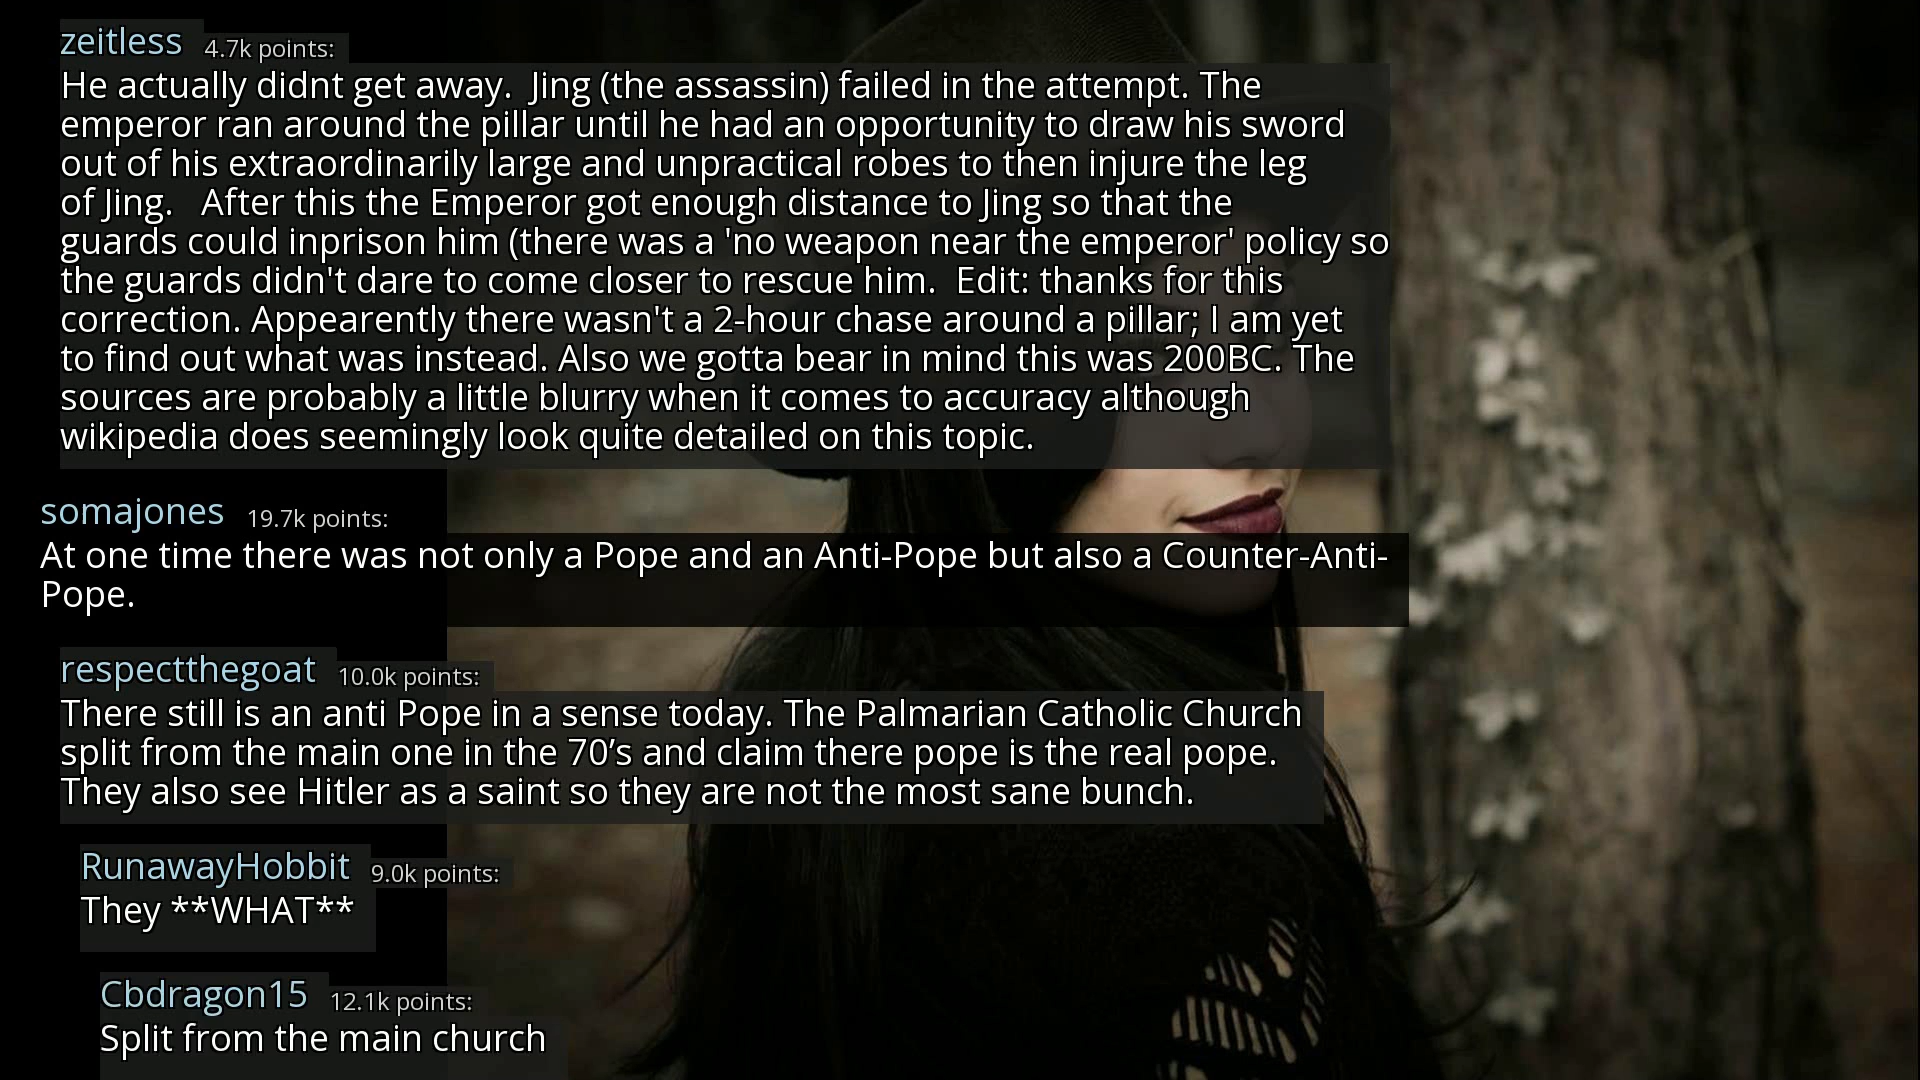 zeitless 4.7k points:
He actually didnt get away.  Jing (the assassin) failed in the attempt. The
emperor ran around the pillar until he had an opportunity to draw his sword
out of his extraordinarily large and unpractical robes to then injure the leg
of Jing.   After this the Emperor got enough distance to Jing so that the
guards could inprison him (there was a 'no weapon near the emperor' policy so
the guards didn't dare to come closer to rescue him.  Edit: thanks for this
correction. Appearently there wasn't a 2-hour chase around a pillar; I am yet
to find out what was instead. Also we gotta bear in mind this was 200BC. The
sources are probably a little blurry when it comes to accuracy although
wikipedia does seemingly look quite detailed on this topic.
somajones 19.7k points:
At one time there was not only a Pope and an Anti-Pope but also a Counter-Anti-
Pope.
respectthegoat 10.0k points:
There still is an anti Pope in a sense today. The Palmarian Catholic Church
split from the main one in the 70’s and claim there pope is the real pope.
They also see Hitler as a saint so they are not the most sane bunch.
RunawayHobbit 9.0k points:
They **WHAT**
Cbdragon15 12.1k points:
Split from the main church